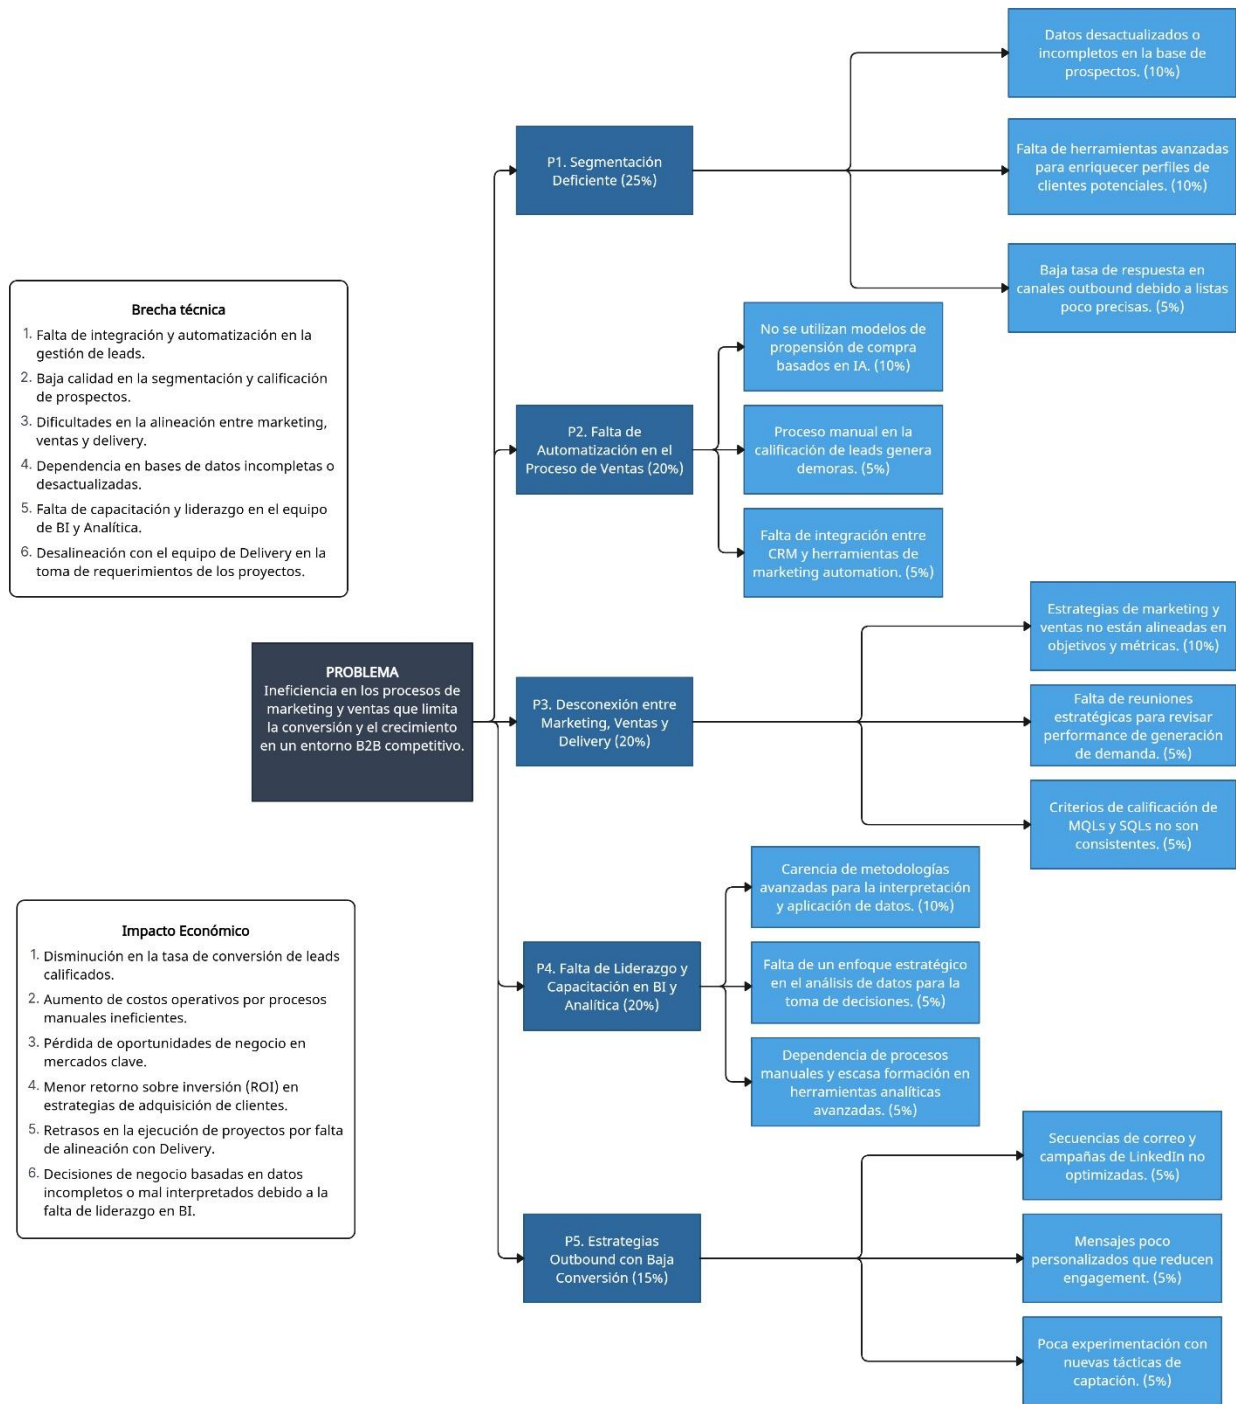 Brecha técnica
1. Falta de integración y automatización en la
gestión de leads.
2. Baja calidad en la segmentación y calificación
de prospectos.
3. Dificultades en la alineación entre marketing,
ventas y delivery.
4. Dependencia en bases de datos incompletas o
desactualizadas.
5. Falta de capacitación y liderazgo en el equipo
de BI y Analítica.
6. Desalineación con el equipo de Delivery en la
toma de requerimientos de los proyectos.
PROBLEMA
Ineficiencia en los procesos de
marketing y ventas que limita
la conversión y el crecimiento
en un entorno B2B competitivo.
Impacto Económico
1. Disminución en la tasa de conversión de leads
calificados.
2. Aumento de costos operativos por procesos
manuales ineficientes.
3. Pérdida de oportunidades de negocio en
mercados clave.
4. Menor retorno sobre inversión (ROI) en
estrategias de adquisición de clientes.
5. Retrasos en la ejecución de proyectos por falta
de alineación con Delivery.
6. Decisiones de negocio basadas en datos
incompletos o mal interpretados debido a la
falta de liderazgo en BI.
P1. Segmentación
Deficiente (25%)
Datos desactualizados o
incompletos en la base de
prospectos. (10%)
Falta de herramientas avanzadas
para enriquecer perfiles de
clientes potenciales. (10%)
Baja tasa de respuesta en
canales outbound debido a listas
poco precisas. (5%)
P2. Falta de
Automatización en el
Proceso de Ventas (20%)
No se utilizan modelos de
propensión de compra
basados en IA. (10%)
Proceso manual en la
calificación de leads genera
demoras. (5%)
Falta de integración entre
CRM y herramientas de
marketing automation. (5%)
P3. Desconexión entre
Marketing, Ventas y
Delivery (20%)
Estrategias de marketing y
ventas no están alineadas en
objetivos y métricas. (10%)
Falta de reuniones
estratégicas para revisar
performance de generación
de demanda. (5%)
Criterios de calificación de
MQLs y SQLs no son
consistentes. (5%)
P4. Falta de Liderazgo y
Capacitación en BI y
Analítica (20%)
Carencia de metodologías
avanzadas para la interpretación
y aplicación de datos. (10%)
Falta de un enfoque estratégico
en el análisis de datos para la
toma de decisiones. (5%)
Dependencia de procesos
manuales y escasa formación en
herramientas analíticas
avanzadas. (5%)
P5. Estrategias
Outbound con Baja
Conversión (15%)
Secuencias de correo y
campañas de LinkedIn no
optimizadas. (5%)
Mensajes poco
personalizados que reducen
engagement. (5%)
Poca experimentación con
nuevas tácticas de
captación. (5%)